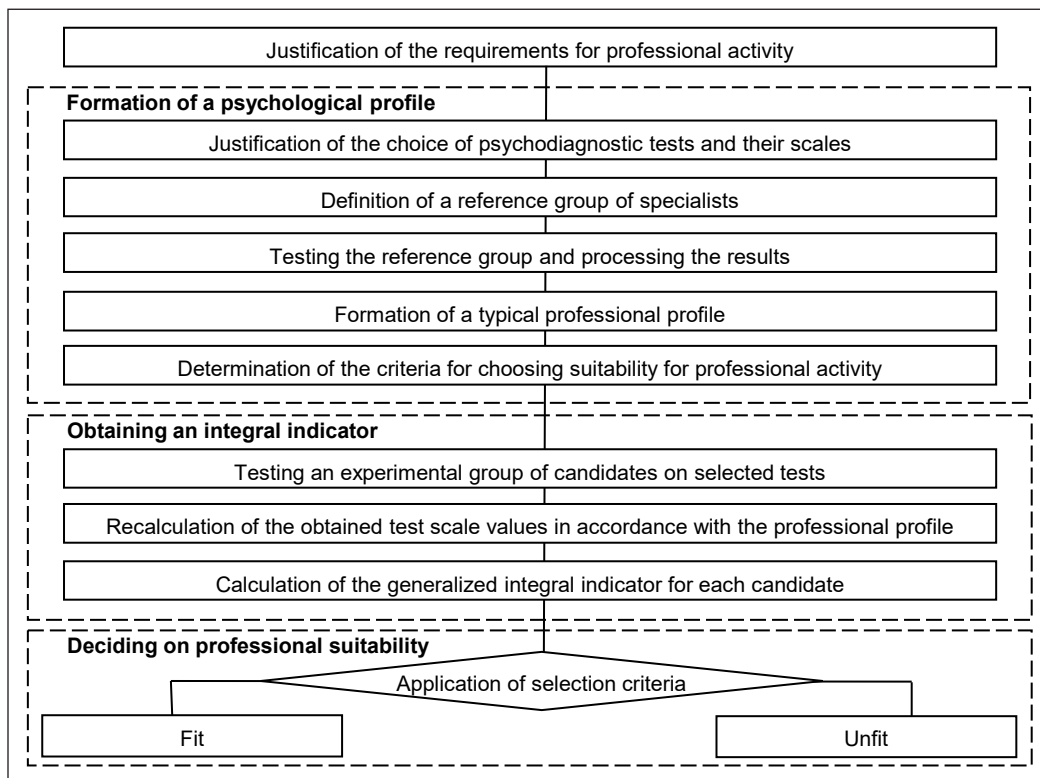 Justification of the requirements for professional activity
Formation of a psychological profile
Justification of the choice of psychodiagnostic tests and their scales
Definition of a reference group of specialists
Testing the reference group and processing the results
Formation of a typical professional profile
Determination of the criteria for choosing suitability for professional activity
Obtaining an integral indicator
Testing an experimental group of candidates on selected tests
Recalculation of the obtained test scale values in accordance with the professional profile
Calculation of the generalized integral indicator for each candidate
Deciding on professional suitability
Application of selection criteria
Fit
Unfit